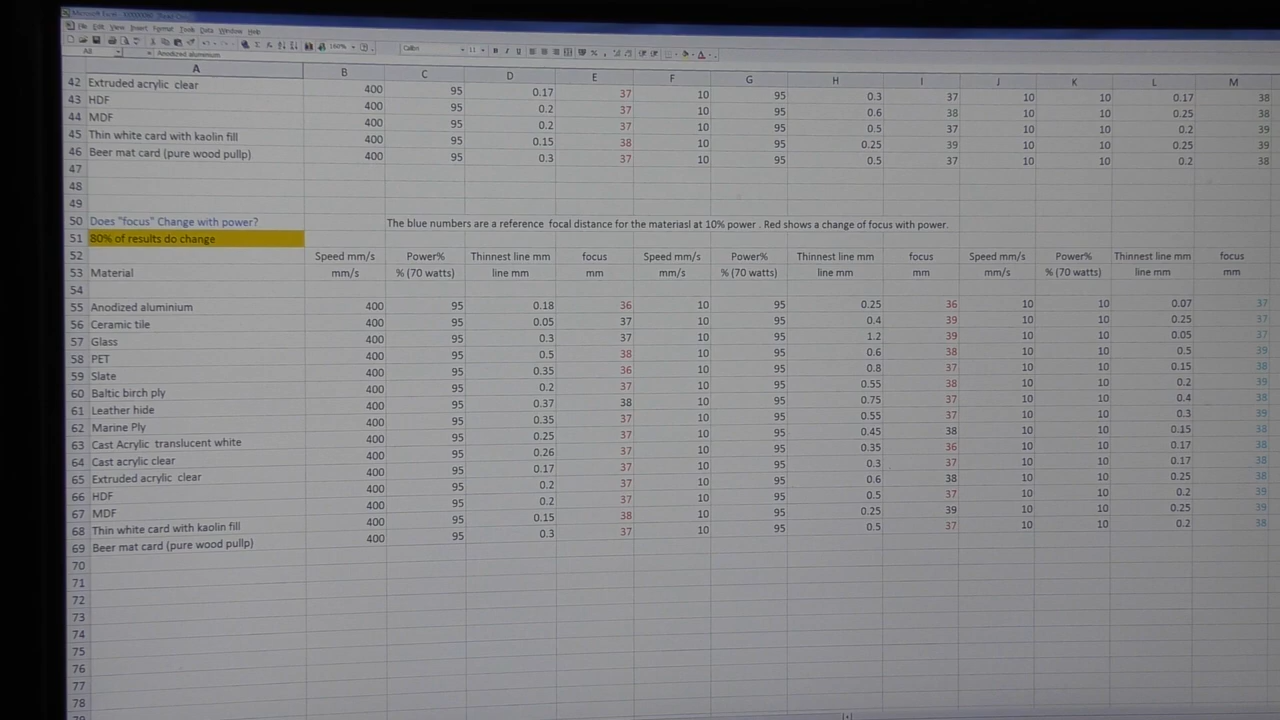 Microsoft Excel
File Edit View Insert Format Tools Data Window Help
160% Calibri 11
A8 Anodized aluminium
A B C D E F G H I J K L M
42 Extruded acrylic clear 400 95 0.17 37 10 95 0.3 37 10 10 0.17 38
43 HDF 400 95 0.2 37 10 95 0.6 38 10 10 0.25 38
44 MDF 400 95 0.2 37 10 95 0.5 37 10 10 0.2 39
45 Thin white card with kaolin fill 400 95 0.15 38 10 95 0.25 39 10 10 0.25 39
46 Beer mat card (pure wood pullp) 400 95 0.3 37 10 95 0.5 37 10 10 0.2 38
47
48
49
50 Does "focus" Change with power? The blue numbers are a reference focal distance for the materiasl at 10% power . Red shows a change of focus with power.
51 80% of results do change
52 Speed mm/s Power% Thinnest line mm focus Speed mm/s Power% Thinnest line mm focus Speed mm/s Power% Thinnest line mm focus
53 Material mm/s % (70 watts) line mm mm mm/s % (70 watts) line mm mm mm/s % (70 watts) line mm mm
54
55 Anodized aluminium 400 95 0.18 36 10 95 0.25 36 10 10 0.07 37
56 Ceramic tile 400 95 0.05 37 10 95 0.4 39 10 10 0.25 37
57 Glass 400 95 0.3 37 10 95 1.2 39 10 10 0.05 37
58 PET 400 95 0.5 38 10 95 0.6 38 10 10 0.5 39
59 Slate 400 95 0.35 36 10 95 0.8 37 10 10 0.15 38
60 Baltic birch ply 400 95 0.2 37 10 95 0.55 38 10 10 0.2 39
61 Leather hide 400 95 0.37 38 10 95 0.75 37 10 10 0.4 38
62 Marine Ply 400 95 0.35 37 10 95 0.55 37 10 10 0.3 39
63 Cast Acrylic translucent white 400 95 0.25 37 10 95 0.45 38 10 10 0.15 38
64 Cast acrylic clear 400 95 0.26 37 10 95 0.35 36 10 10 0.17 38
65 Extruded acrylic clear 400 95 0.17 37 10 95 0.3 37 10 10 0.17 38
66 HDF 400 95 0.2 37 10 95 0.6 38 10 10 0.25 38
67 MDF 400 95 0.2 37 10 95 0.5 37 10 10 0.2 39
68 Thin white card with kaolin fill 400 95 0.15 38 10 95 0.25 39 10 10 0.25 39
69 Beer mat card (pure wood pullp) 400 95 0.3 37 10 95 0.5 37 10 10 0.2 38
70
71
72
73
74
75
76
77
78